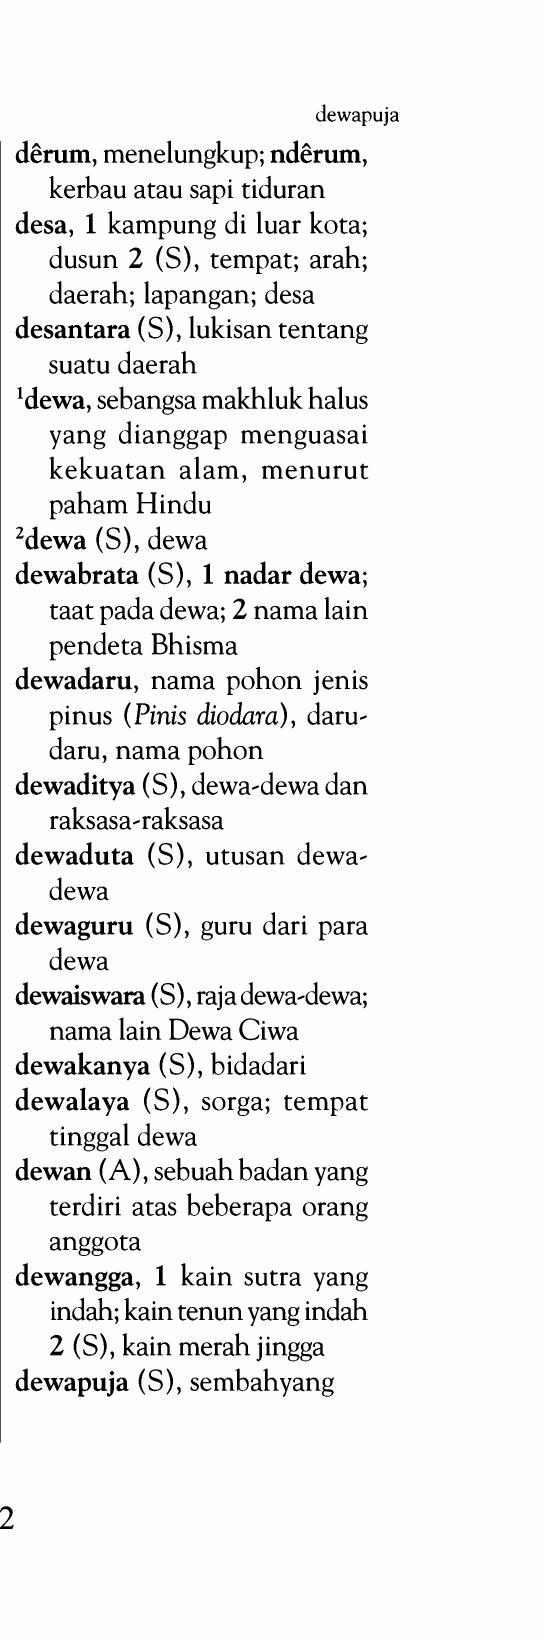 dewapuja
dêrum, menelungkup; ndêrum,
kerbau atau sapi tiduran
desa, 1 kampung di luar kota;
dusun 2 (S), tempat; arah;
daerah; lapangan; desa
desantara (S), lukisan tentang
suatu daerah
¹dewa, sebangsa makhluk halus
yang dianggap menguasai
kekuatan alam, menurut
paham Hindu
²dewa (S), dewa
dewabrata (S), 1 nadar dewa;
taat pada dewa; 2 nama lain
pendeta Bhisma
dewadaru, nama pohon jenis
pinus (Pinis diodara), daru-
daru, nama pohon
dewaditya (S), dewa-dewa dan
raksasa-raksasa
dewaduta (S), utusan dewa-
dewa
dewaguru (S), guru dari para
dewa
dewaiswara (S), raja dewa-dewa;
nama lain Dewa Ciwa
dewakanya (S), bidadari
dewalaya (S), sorga; tempat
tinggal dewa
dewan (A), sebuah badan yang
terdiri atas beberapa orang
anggota
dewangga, 1 kain sutra yang
indah; kain tenun yang indah
2 (S), kain merah jingga
dewapuja (S), sembahyang
2